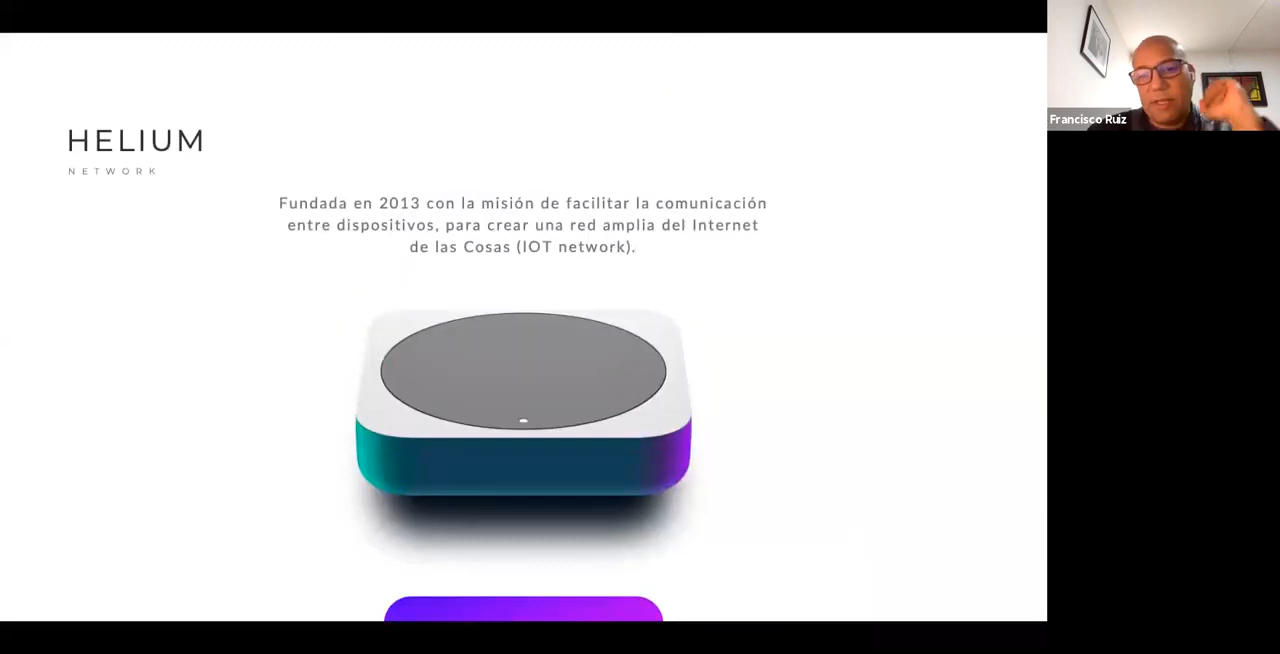 HELIUM
NETWORK
Fundada en 2013 con la misión de facilitar la comunicación
entre dispositivos, para crear una red amplia del Internet
de las Cosas (IOT network).
Francisco Ruiz